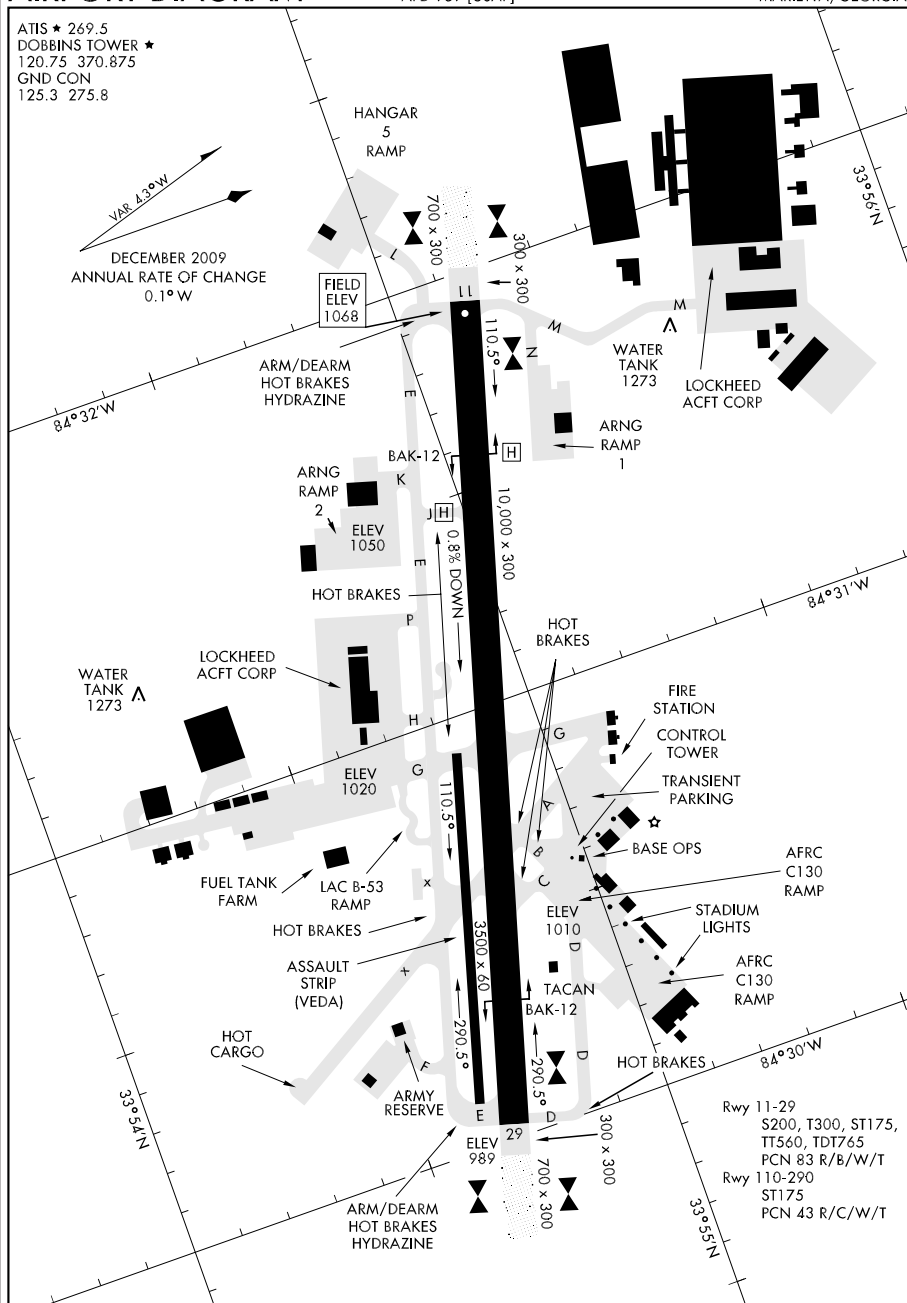 ATIS ★ 269.5
DOBBINS TOWER ★
120.75 370.875
GND CON
125.3 275.8
HANGAR
5
RAMP
VAR 4.3° W
DECEMBER 2009
ANNUAL RATE OF CHANGE
0.1° W
700 x 300
300 x 300
33°56'N
L
FIELD
ELEV
1068
11
110.5°
M
N
M
WATER
TANK
1273
LOCKHEED
ACFT CORP
ARM/DEARM
HOT BRAKES
HYDRAZINE
84°32'W
E
BAK-12
H
ARNG
RAMP
1
ARNG
RAMP
2
K
ELEV
1050
J
H
10,000 x 300
0.8% DOWN
E
HOT BRAKES
84°31'W
P
HOT
BRAKES
LOCKHEED
ACFT CORP
WATER
TANK
1273
H
G
FIRE
STATION
CONTROL
TOWER
TRANSIENT
PARKING
ELEV
1020
G
110.5°
A
B
C
BASE OPS
AFRC
C130
RAMP
FUEL TANK
FARM
LAC B-53
RAMP
x
HOT BRAKES
ELEV
1010
STADIUM
LIGHTS
3500 x 60
D
ASSAULT
STRIP
(VEDA)
x
AFRC
C130
RAMP
TACAN
BAK-12
290.5°
290.5°
HOT
CARGO
F
D
HOT BRAKES
84°30'W
ARMY
RESERVE
33°54'N
E
D
29
ELEV
989
300 x 300
700 x 300
Rwy 11-29
S200, T300, ST175,
TT560, TDT765
PCN 83 R/B/W/T
Rwy 110-290
ST175
PCN 43 R/C/W/T
ARM/DEARM
HOT BRAKES
HYDRAZINE
33°55'N